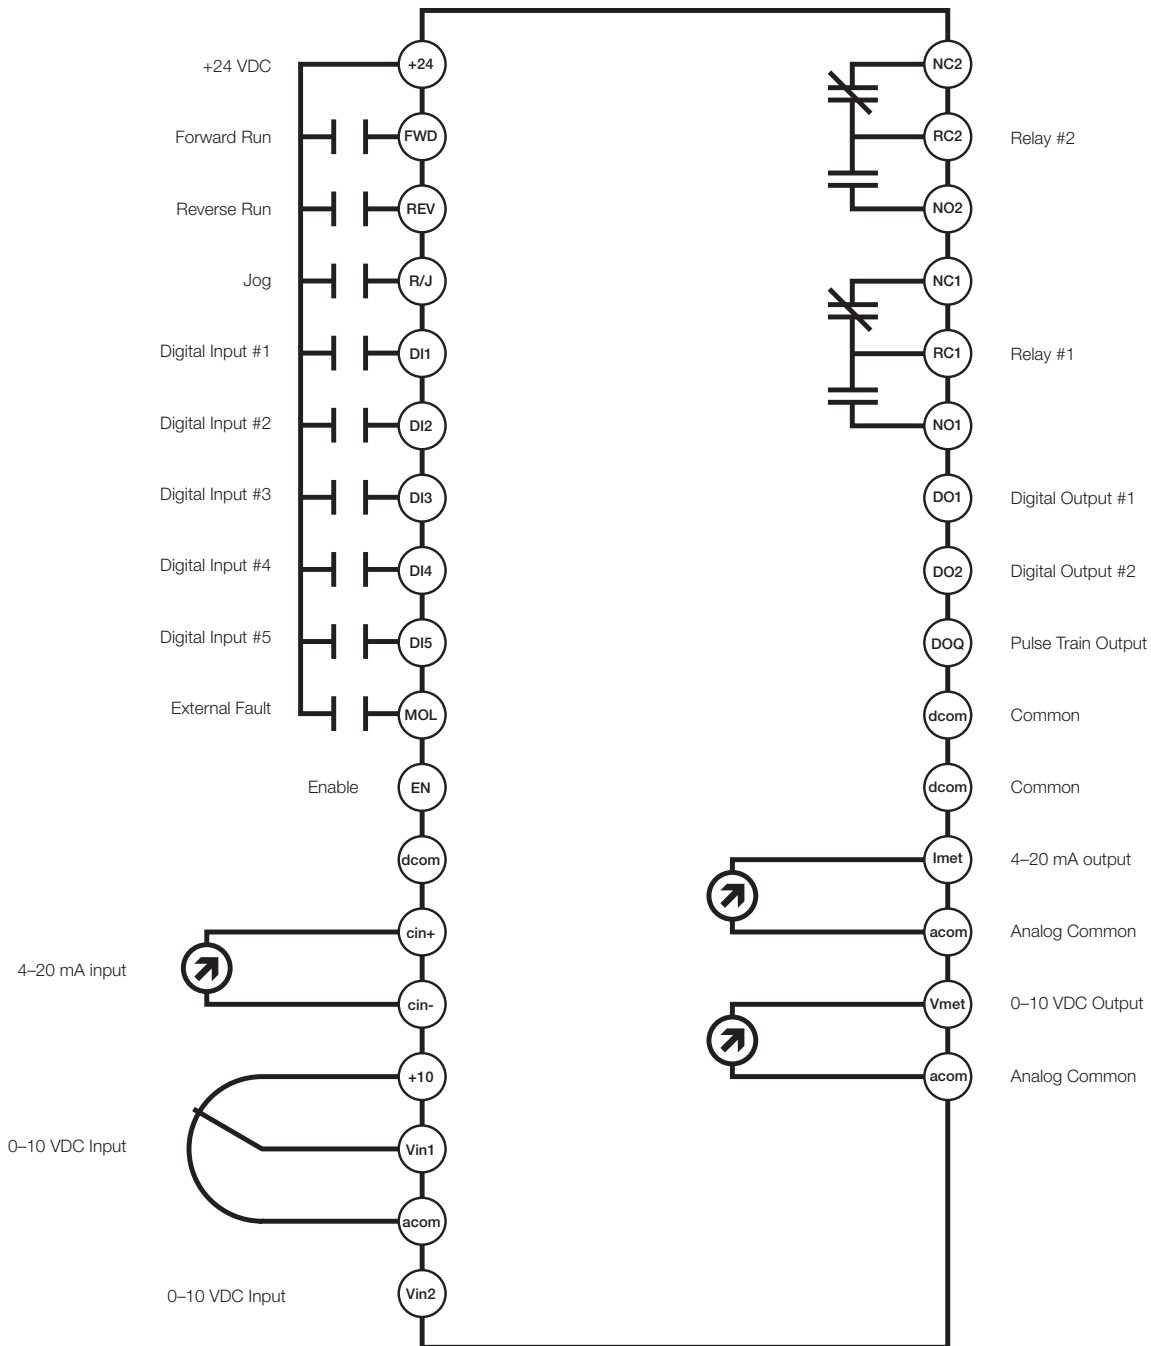 +24 VDC
+24
Forward Run
FWD
Reverse Run
REV
Jog
R/J
Digital Input #1
DI1
Digital Input #2
DI2
Digital Input #3
DI3
Digital Input #4
DI4
Digital Input #5
DI5
External Fault
MOL
Enable
EN
dcom
cin+
4–20 mA input
cin-
+10
0–10 VDC Input
Vin1
acom
0–10 VDC Input
Vin2
NC2
RC2
Relay #2
NO2
NC1
RC1
Relay #1
NO1
DO1
Digital Output #1
DO2
Digital Output #2
DOQ
Pulse Train Output
dcom
Common
dcom
Common
Imet
4–20 mA output
acom
Analog Common
Vmet
0–10 VDC Output
acom
Analog Common